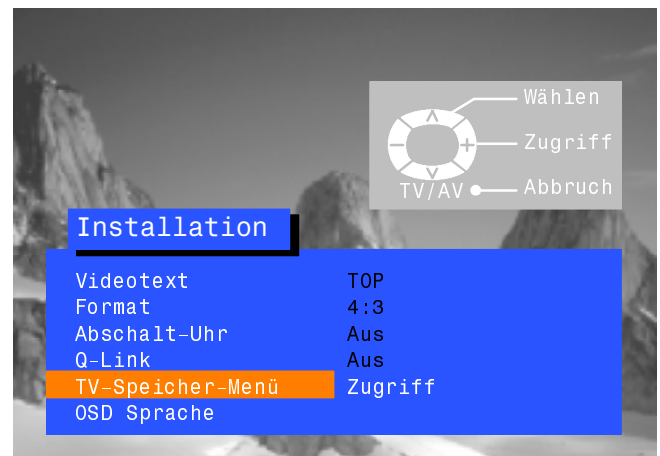 Wählen
Zugriff
TV/AV Abbruch
Installation
Videotext TOP
Format 4:3
Abschalt-Uhr Aus
Q-Link Aus
TV-Speicher-Menü Zugriff
OSD Sprache